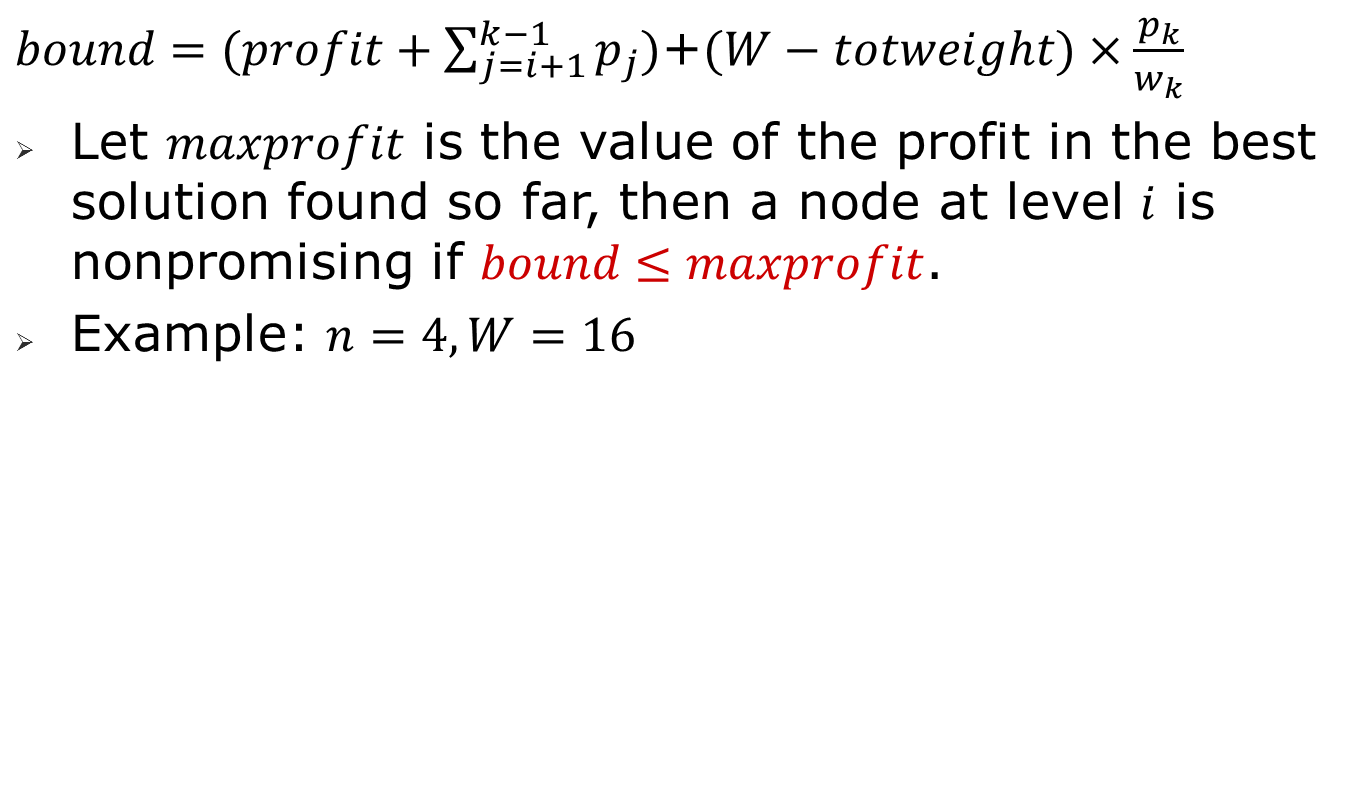 bound = (profit + ∑_{j=i+1}^{k−1} p_j)+(W − totweight) × p_k/w_k
➢ Let maxprofit is the value of the profit in the best
solution found so far, then a node at level i is
nonpromising if bound ≤ maxprofit.
➢ Example: n = 4, W = 16